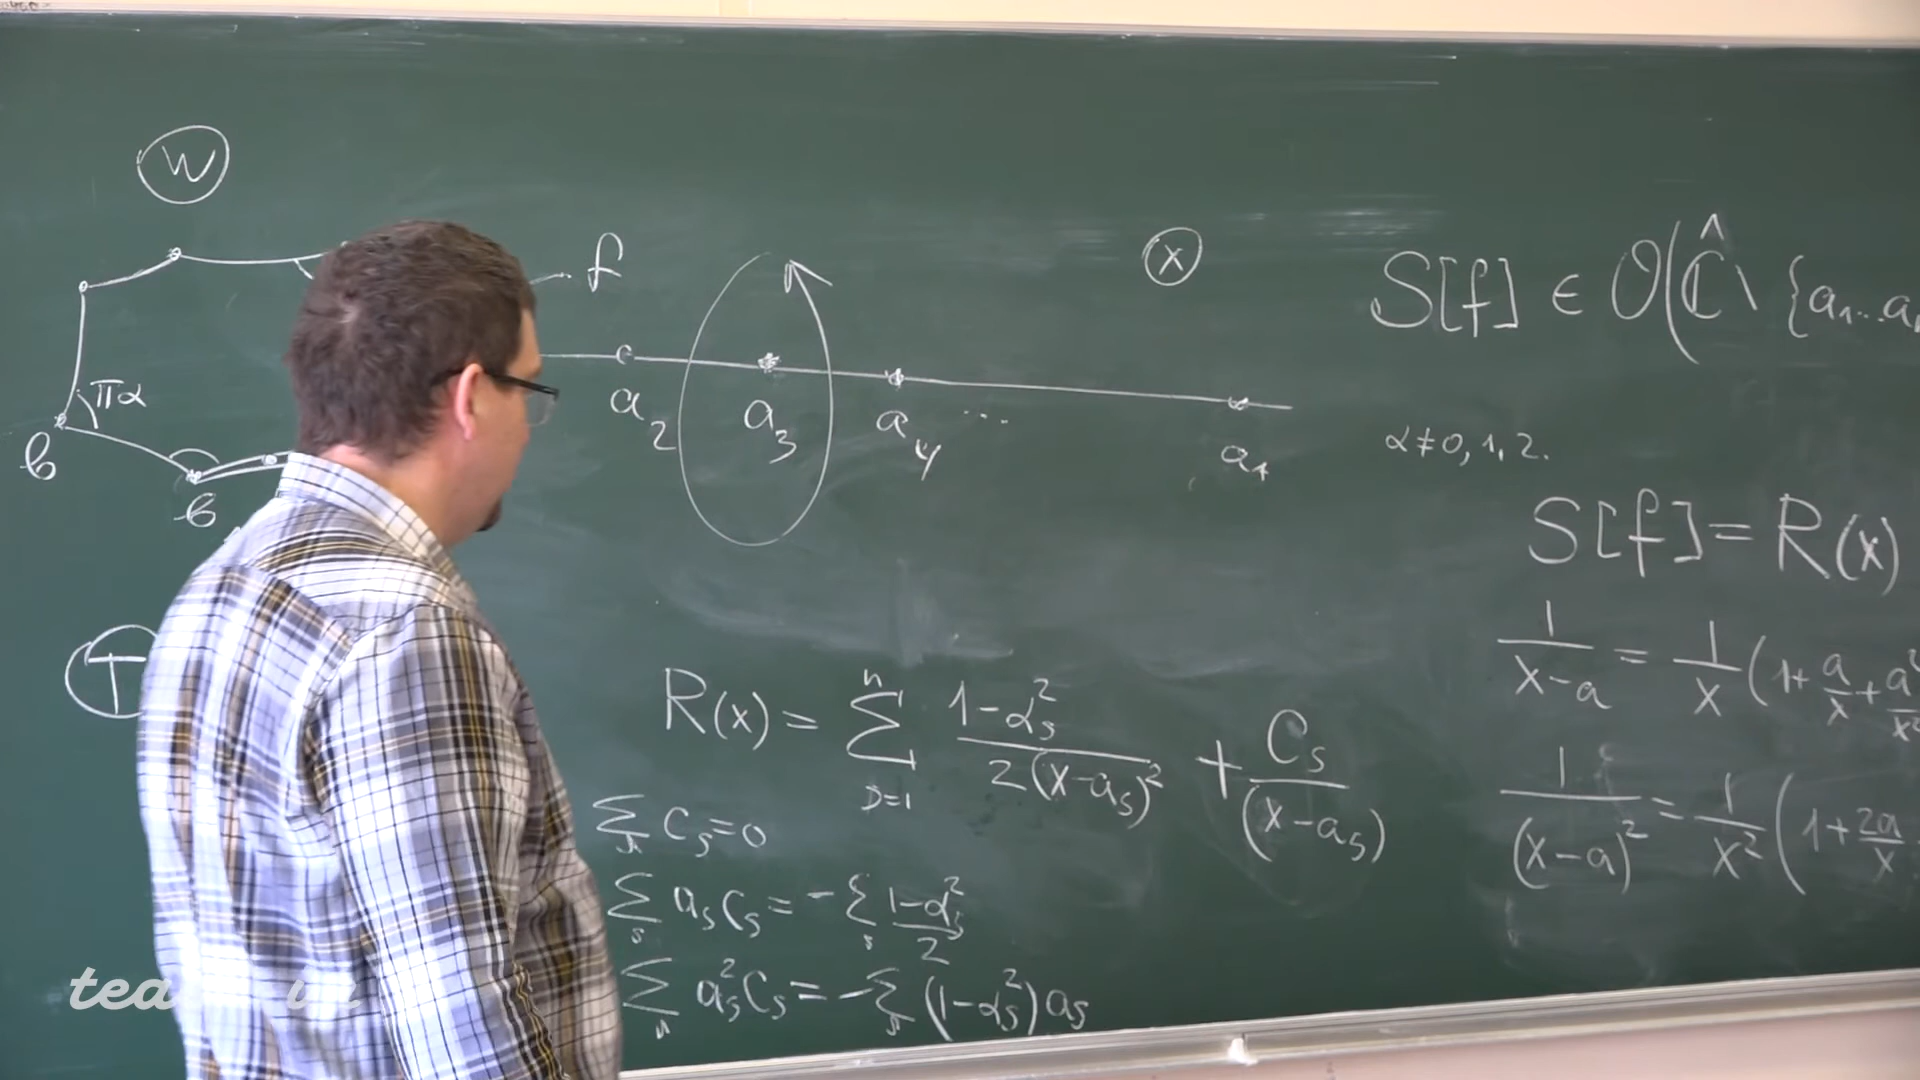 W
f
X
S[f] ∈ O(Ĉ \ {a₁...a
πα
a₂ a₃ a₄ ... a₁
α ≠ 0, 1, 2.
b
b
S[f] = R(x)
T
1/(x-a) = 1/x (1 + a/x + a²/x²
R(x) = Σ_{s=1}^{n} (1-α_s²)/(2(x-a_s)²) + C_s/(x-a_s)
1/(x-a)² = 1/x² (1 + 2a/x
Σ_s C_s = 0
Σ_s a_s C_s = -Σ_s (1-α_s²)/2
Σ_s a_s² C_s = -Σ_s (1-α_s²) a_s